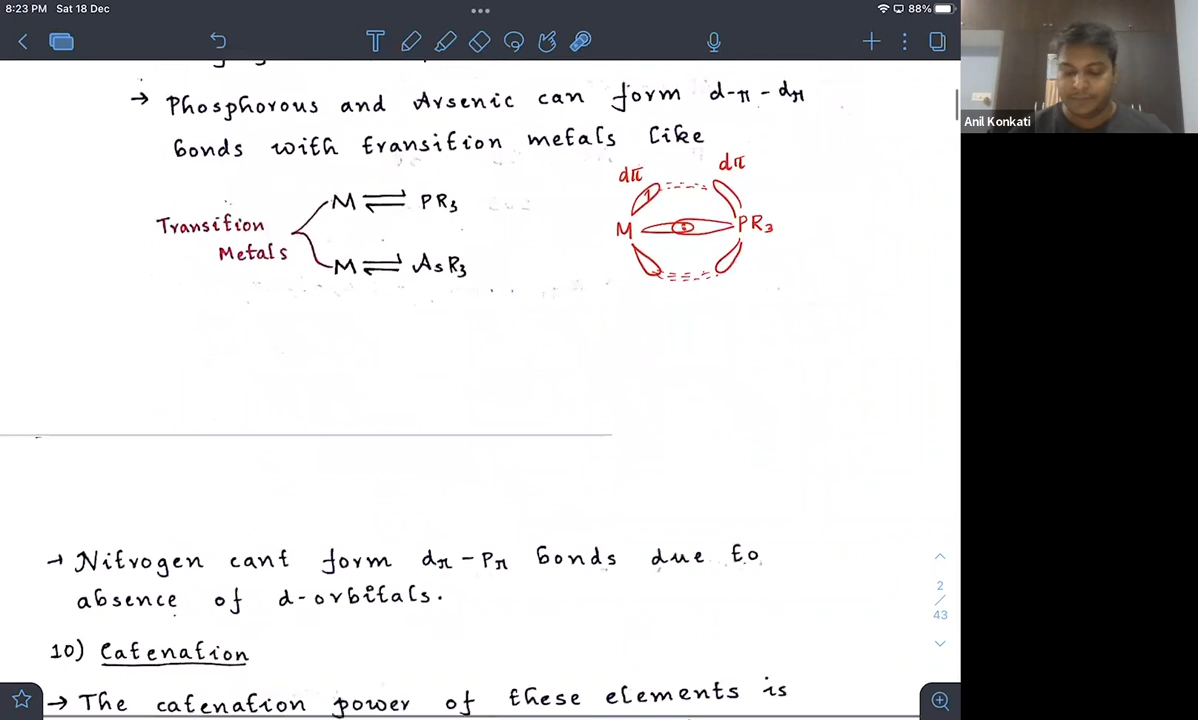 8:23 PM Sat 18 Dec
88%
Anil Konkati
→ Phosphorous and Arsenic can form d-π - dπ
bonds with transition metals like
Transition
Metals
M ⇌ PR3
M ⇌ AsR3
dπ dπ
M PR3
→ Nitrogen cant form dπ - Pπ bonds due to
absence of d-orbitals.
10) Catenation
→ The catenation power of these elements is
2
/
43